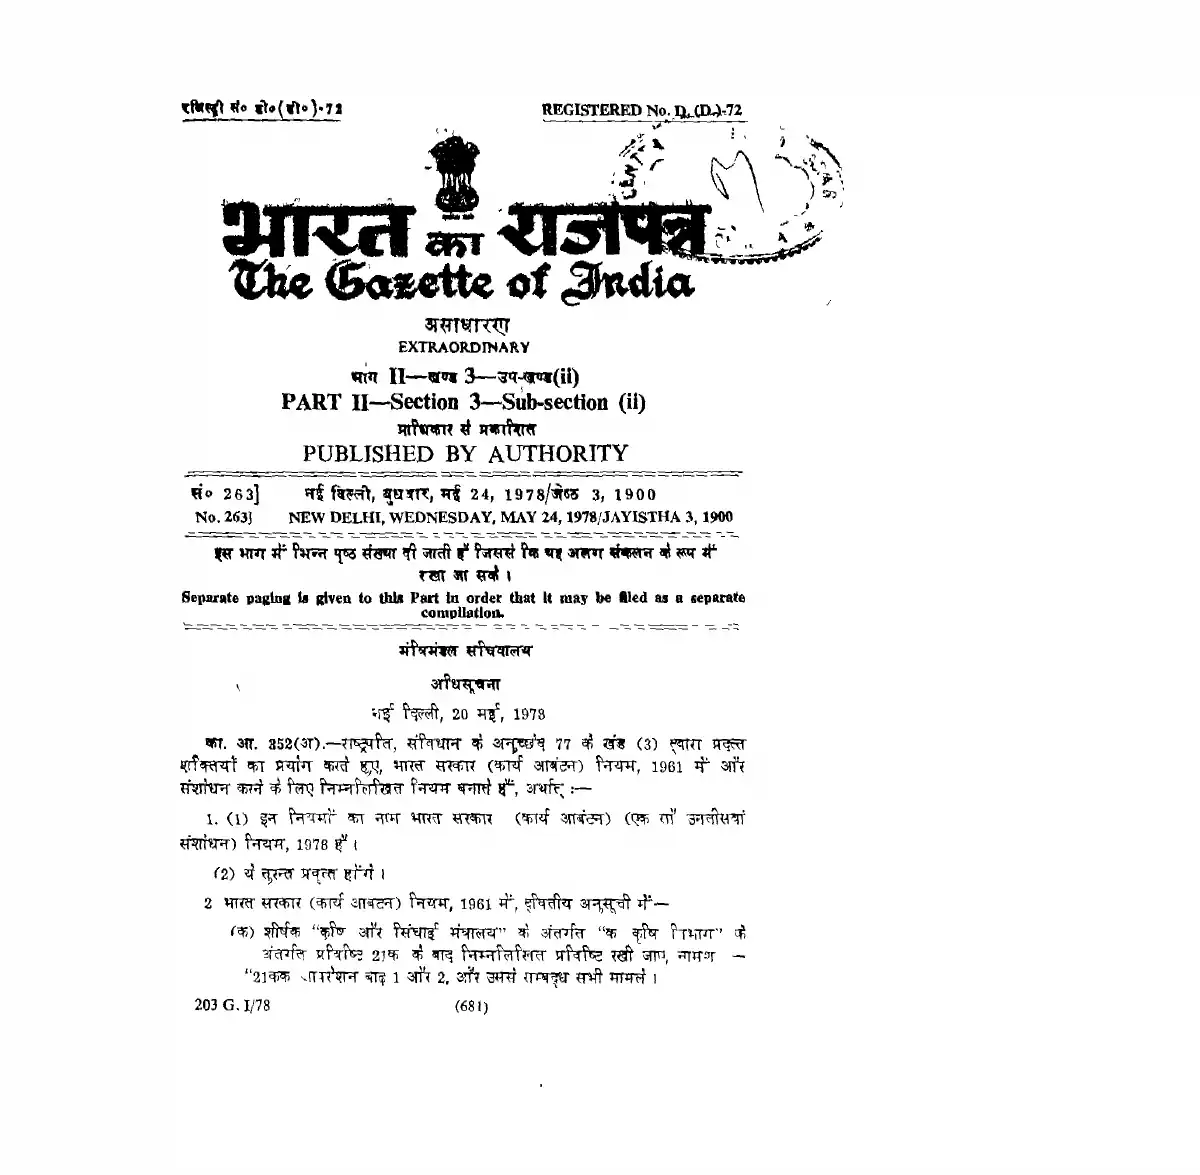 रजिस्ट्री सं० डी०(डी०)-72
REGISTERED No. D. (D.)-72
भारत का राजपत्र
The Gazette of India
असाधारण
EXTRAORDINARY
भाग II—खण्ड 3—उप-खण्ड(ii)
PART II—Section 3—Sub-section (ii)
प्राधिकार से प्रकाशित
PUBLISHED BY AUTHORITY
सं० 263] नई दिल्ली, बुधवार, मई 24, 1978/जेष्ठ 3, 1900
No. 263] NEW DELHI, WEDNESDAY, MAY 24, 1978/JAYISTHA 3, 1900
इस भाग में भिन्न पृष्ठ संख्या दी जाती है जिससे कि यह अलग संकलन के रूप में
रखा जा सके ।
Separate paging is given to this Part in order that it may be filed as a separate
compilation.
मंत्रिमंडल सचिवालय
अधिसूचना
नई दिल्ली, 20 मई, 1978
का. आ. 352(अ).—राष्ट्रपति, संविधान के अनुच्छेद 77 के खंड (3) द्वारा प्रदत्त
शक्तियों का प्रयोग करते हुए, भारत सरकार (कार्य आबंटन) नियम, 1961 में और
संशोधन करने के लिए निम्नलिखित नियम बनाते हैं, अर्थात् :—
1. (1) इन नियमों का नाम भारत सरकार (कार्य आबंटन) (एक सौ उनतीसवां
संशोधन) नियम, 1978 है ।
(2) ये तुरन्त प्रवृत्त होंगे ।
2 भारत सरकार (कार्य आबंटन) नियम, 1961 में, द्वितीय अनुसूची में—
(क) शीर्षक "कृषि और सिंचाई मंत्रालय" के अंतर्गत "क कृषि विभाग" के
अंतर्गत प्रविष्टि 21क के बाद निम्नलिखित प्रविष्टि रखी जाए, नामशः —
"21कक आपरेशन बाढ़ 1 और 2, और उससे सम्बद्ध सभी मामले ।
203 G. I/78
(681)